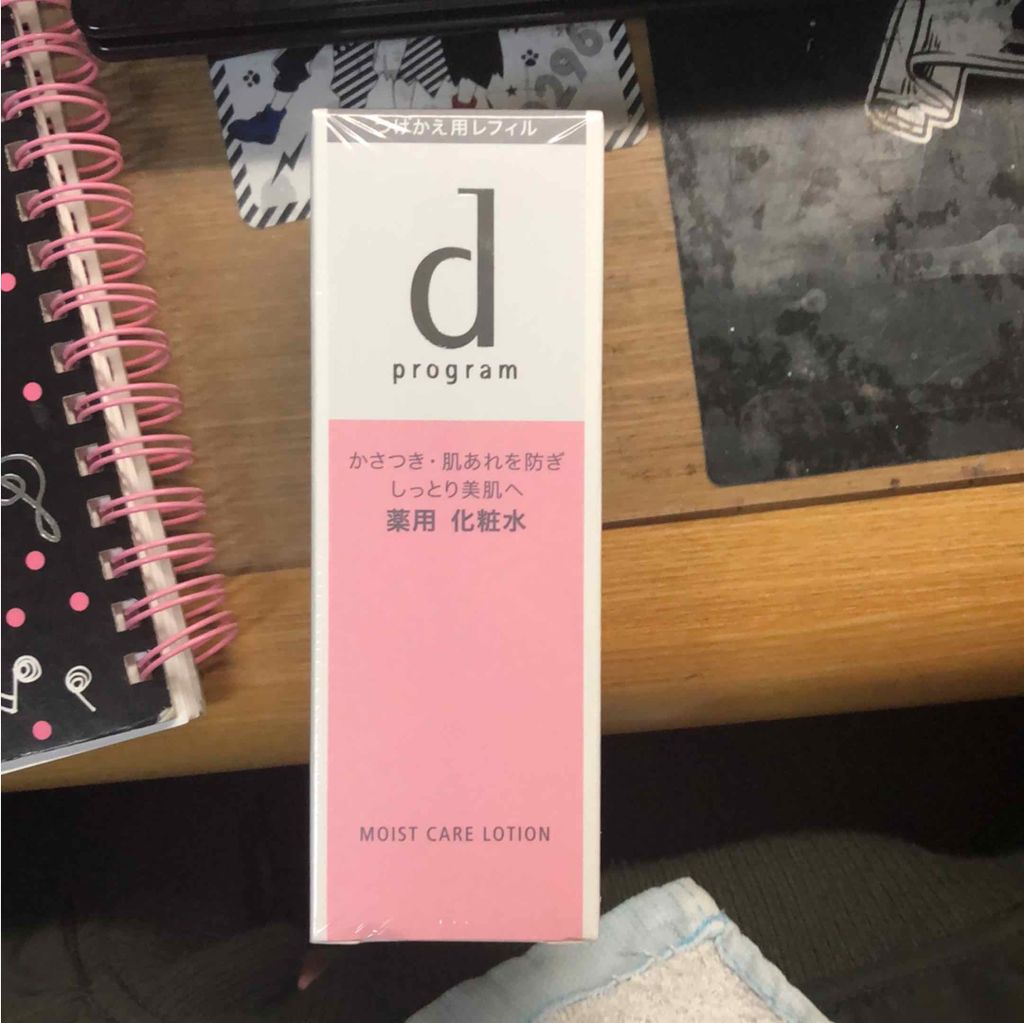 つけかえ用レフィル
d
program
かさつき・肌あれを防ぎ
しっとり美肌へ
薬用 化粧水
MOIST CARE LOTION
296